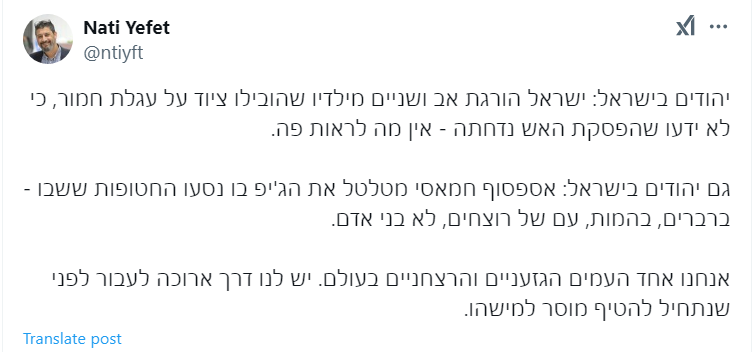 Nati Yefet
@ntiyft
יהודים בישראל: ישראל הורגת אב ושניים מילדיו שהובילו ציוד על עגלת חמור, כי
לא ידעו שהפסקת האש נדחתה - אין מה לראות פה.
גם יהודים בישראל: אספסוף חמאסי מטלטל את הג'יפ בו נסעו החטופות ששבו -
ברברים, בהמות, עם של רוצחים, לא בני אדם.
אנחנו אחד העמים הגזעניים והרצחניים בעולם. יש לנו דרך ארוכה לעבור לפני
שנתחיל להטיף מוסר למישהו.
Translate post